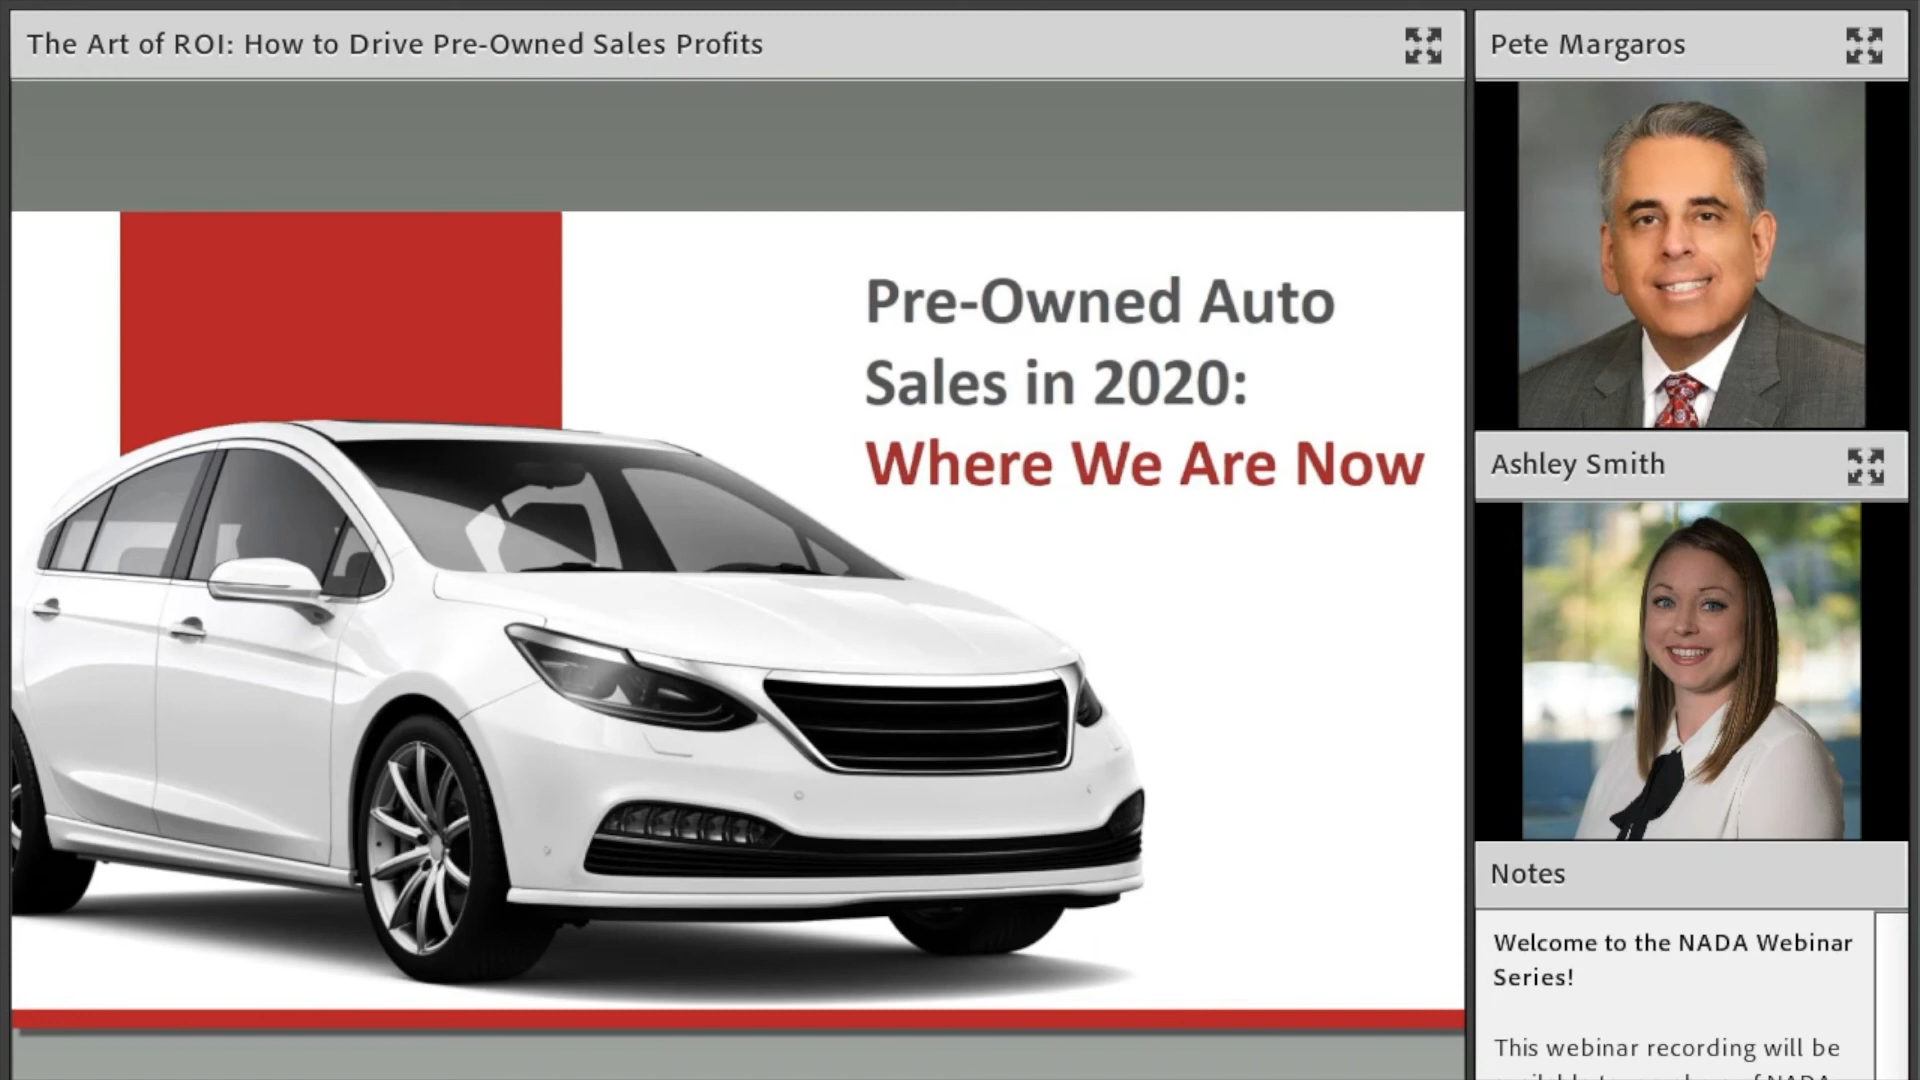 The Art of ROI: How to Drive Pre-Owned Sales Profits
Pre-Owned Auto
Sales in 2020:
Where We Are Now
Pete Margaros
Ashley Smith
Notes
Welcome to the NADA Webinar
Series!
This webinar recording will be
NADA